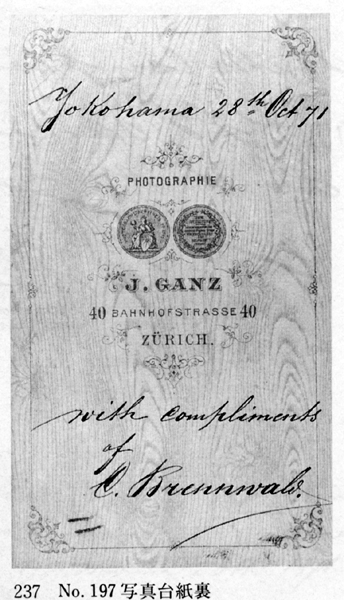 Yokohama 28th Oct 71
PHOTOGRAPHIE
J. GANZ
40 BAHNHOFSTRASSE 40
ZÜRICH.
with compliments
of
C. Brennwald.
237 No. 197 写真台紙裏